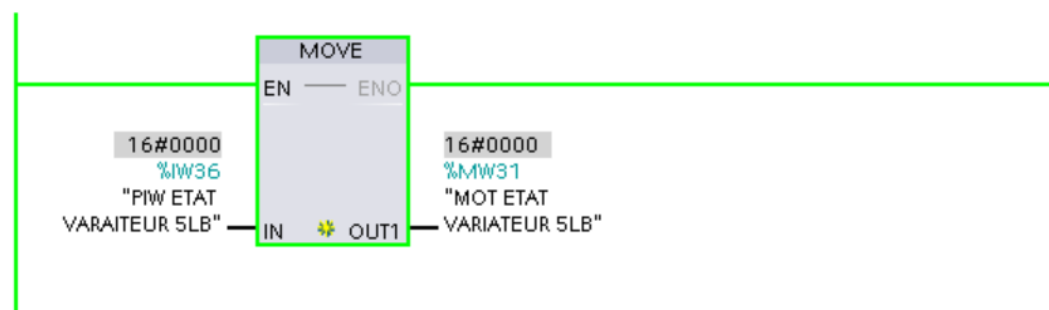 MOVE
EN ENO
16#0000
%IW36
"PIW ETAT
VARAITEUR 5LB"
IN
OUT1
16#0000
%MW31
"MOT ETAT
VARIATEUR 5LB"